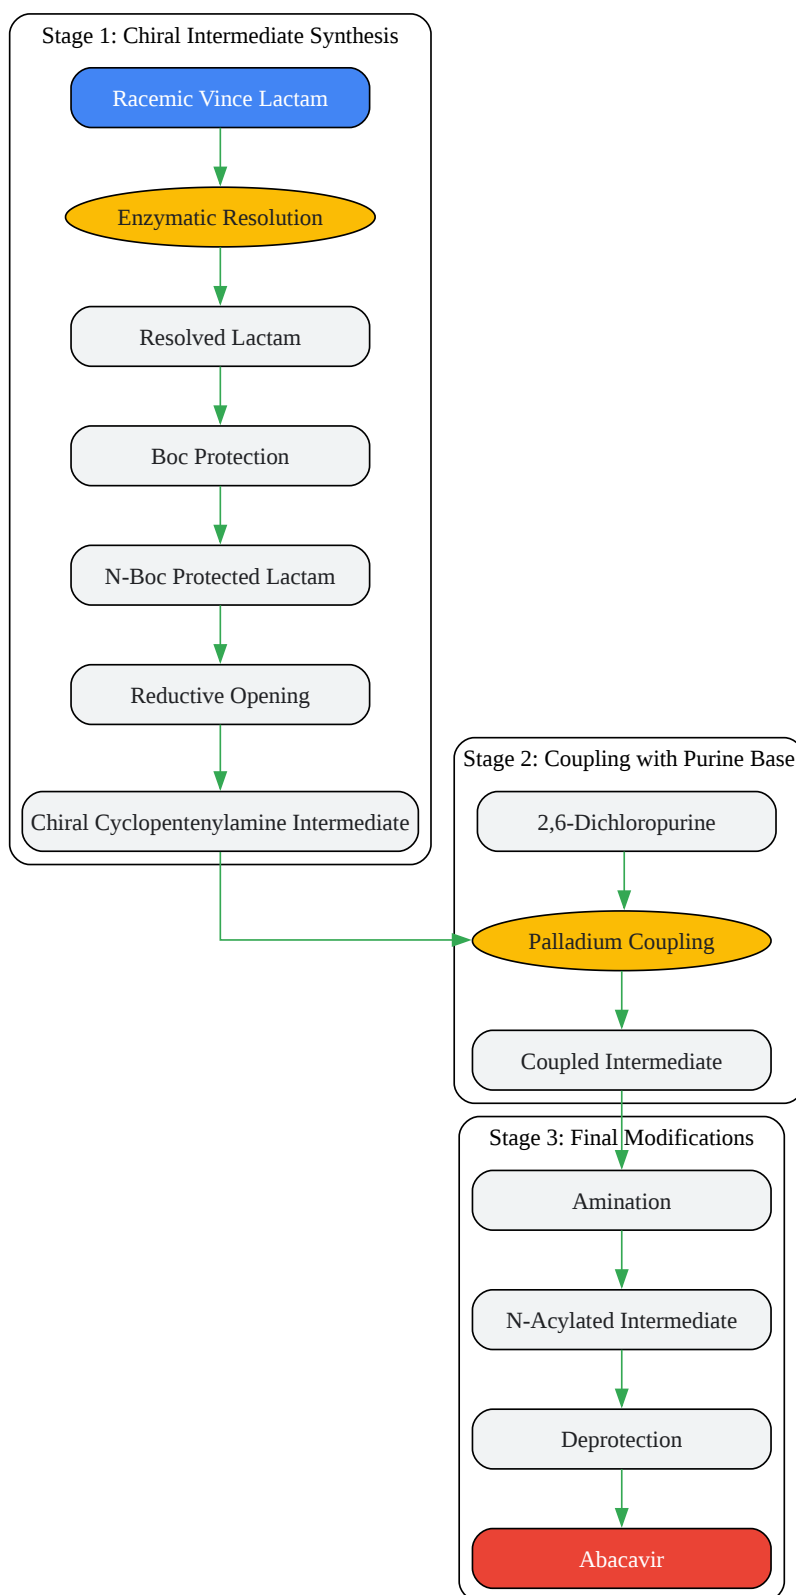 Stage 1: Chiral Intermediate Synthesis
Racemic Vince Lactam
Enzymatic Resolution
Resolved Lactam
Boc Protection
N-Boc Protected Lactam
Reductive Opening
Chiral Cyclopentenylamine Intermediate
Stage 2: Coupling with Purine Base
2,6-Dichloropurine
Palladium Coupling
Coupled Intermediate
Stage 3: Final Modifications
Amination
N-Acylated Intermediate
Deprotection
Abacavir